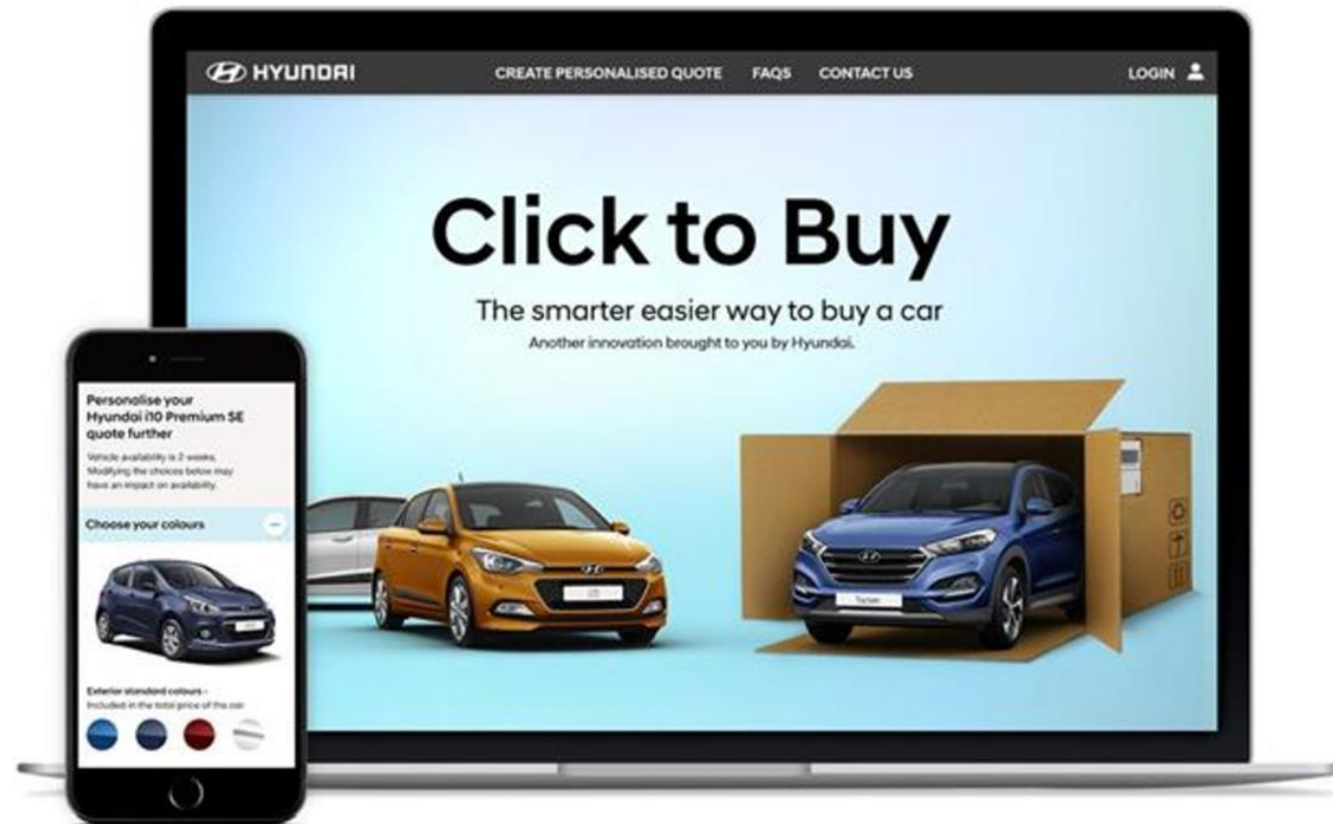 HYUNDAI
CREATE PERSONALISED QUOTE FAQS CONTACT US
LOGIN
Click to Buy
The smarter easier way to buy a car
Another innovation brought to you by Hyundai.
Personalise your
Hyundai i10 Premium SE
quote further
Vehicle availability is 2 weeks.
Modifying the choices below may
have an impact on availability.
Choose your colours
Exterior standard colours -
Included in the total price of the car
Tucson